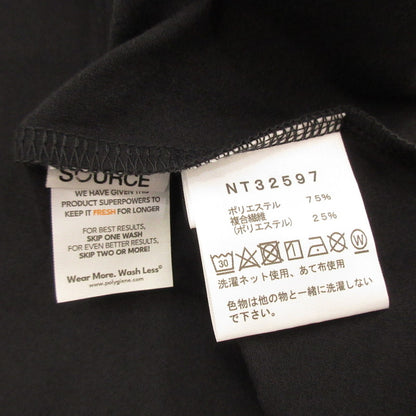 SOURCE
WE HAVE GIVEN THIS
PRODUCT SUPERPOWERS TO
KEEP IT FRESH FOR LONGER
FOR BEST RESULTS,
SKIP ONE WASH
FOR EVEN BETTER RESULTS,
SKIP TWO OR MORE!
Wear More. Wash Less®
www.polygiene.com
NT32597
ポリエステル 75%
複合繊維 25%
(ポリエステル)
30 P W
洗濯ネット使用、あて布使用
色物は他の物と一緒に洗濯しない
で下さい。